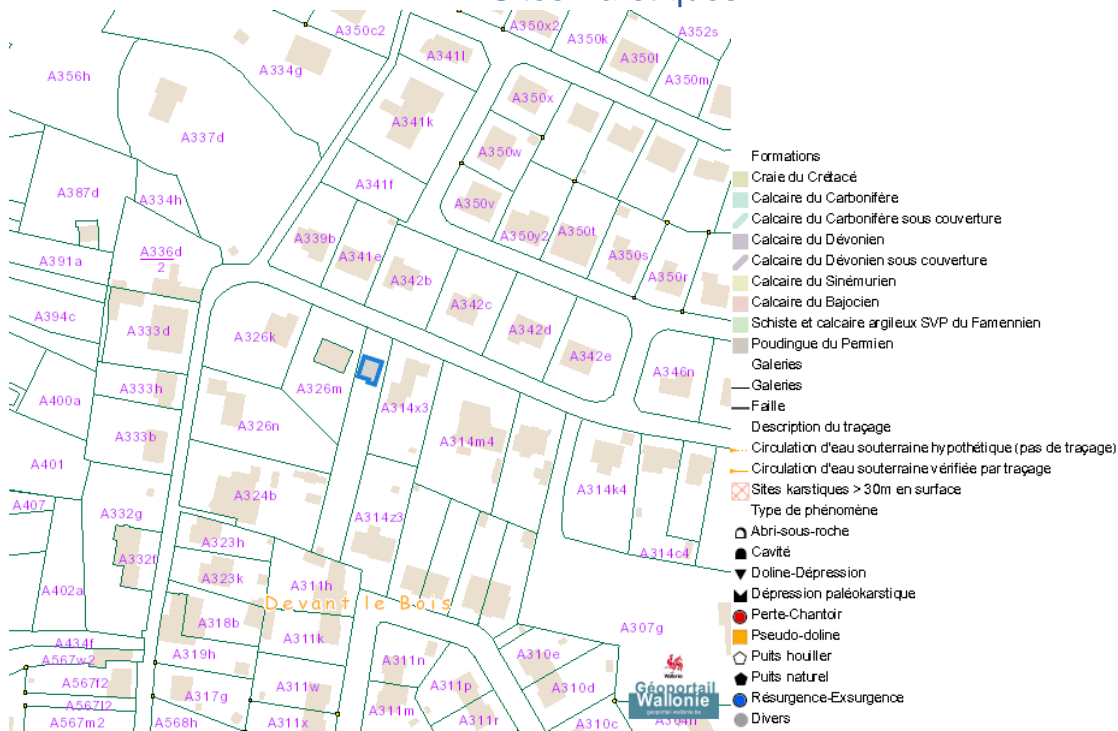 A350c2
A350x2
A350k
A352s
A334g
A341l
A350l
A356h
A350m
A350x
A341k
A337d
A350w
A341f
A387d
A334h
A350v
A339b
A350y2
A350t
A336d
2
A341e
A350s
A391a
A342b
A350r
A342c
A394c
A333d
A326k
A342d
A342e
A346n
A333h
A326m
A400a
A314x3
A326n
A333b
A314m4
A401
A324b
A314k4
A407
A332g
A314z3
A323h
A314c4
A332f
A323k
A311h
A402a
Devant le Bois
A318b
A307g
A311k
A434f
A319h
A311n
A310e
A567w2
A567f2
A317g
A311w
A311p
A310d
A567l2
A567m2
A568h
A311x
A311m
A311r
A310c
Wallonie
Géoportail
Wallonie
geoportail.wallonie.be
Formations
Craie du Crétacé
Calcaire du Carbonifère
Calcaire du Carbonifère sous couverture
Calcaire du Dévonien
Calcaire du Dévonien sous couverture
Calcaire du Sinémurien
Calcaire du Bajocien
Schiste et calcaire argileux SVP du Famennien
Poudingue du Permien
Galeries
Galeries
Faille
Description du traçage
Circulation d'eau souterraine hypothétique (pas de traçage)
Circulation d'eau souterraine vérifiée par traçage
Sites karstiques > 30m en surface
Type de phénomène
Abri-sous-roche
Cavité
Doline-Dépression
Dépression paléokarstique
Perte-Chantoir
Pseudo-doline
Puits houiller
Puits naturel
Résurgence-Exsurgence
Divers